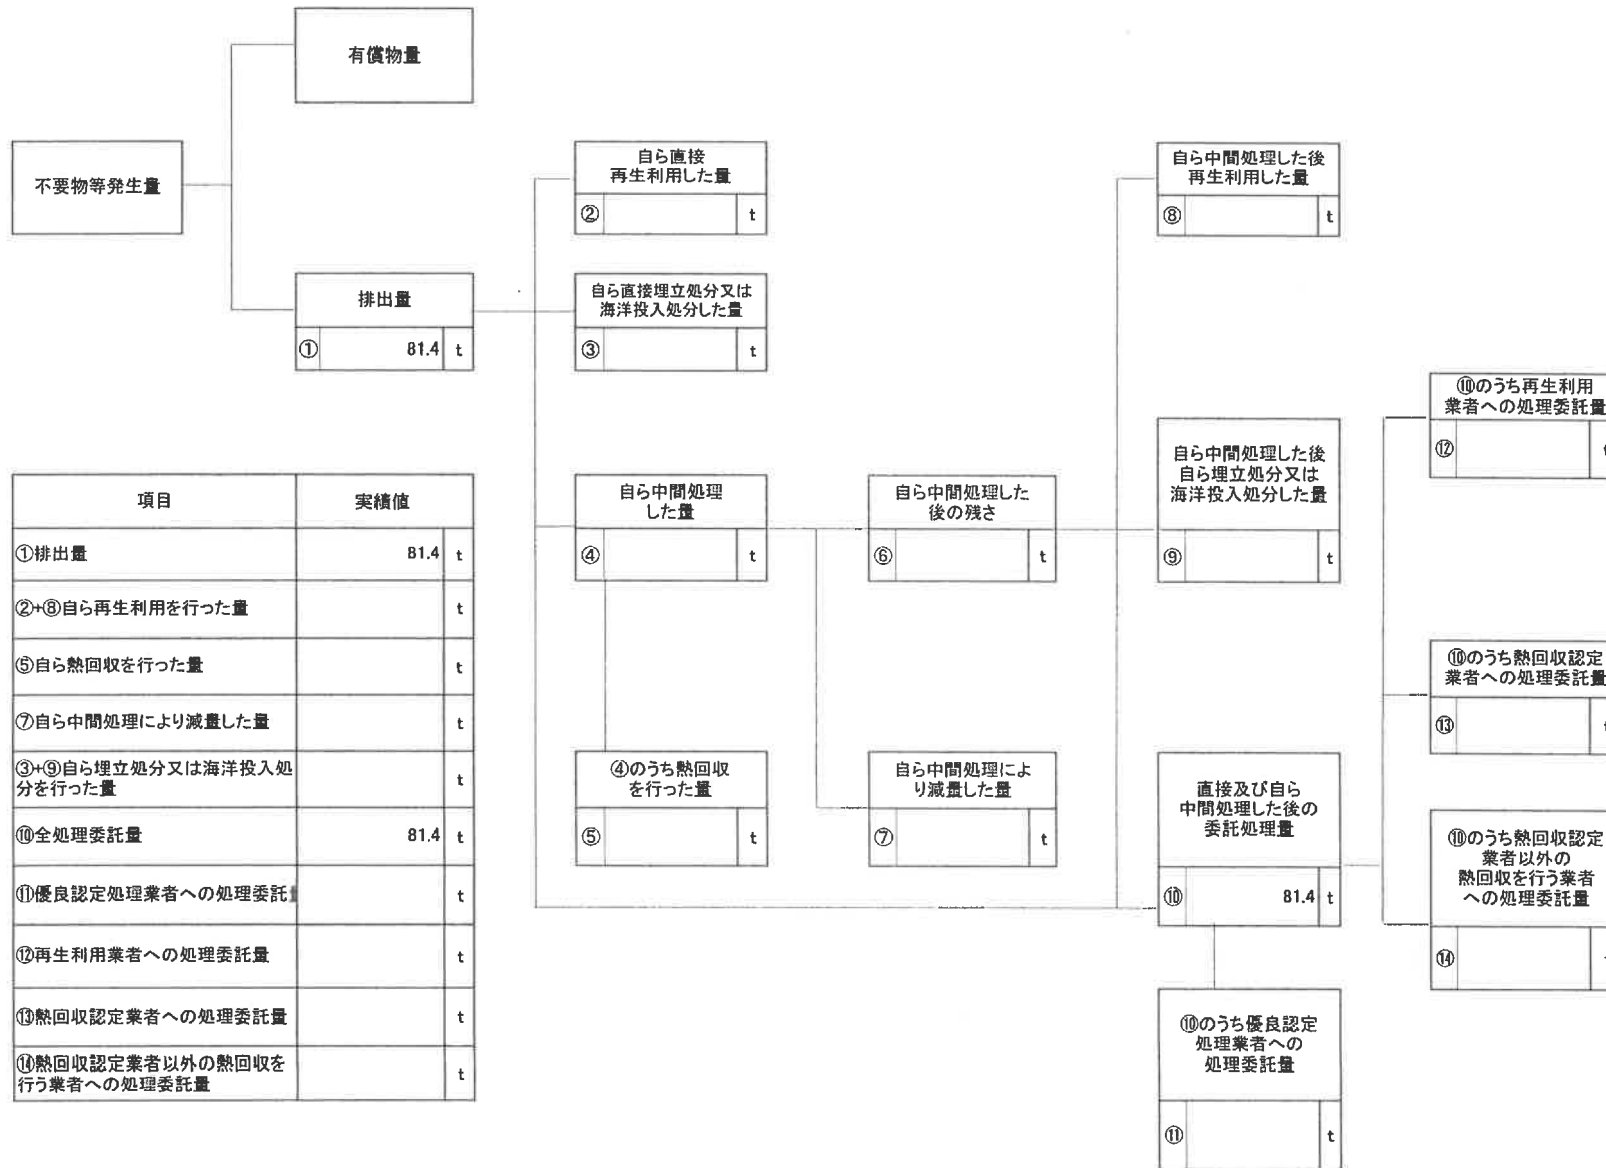 有償物量
不要物等発生量
排出量
① 81.4 t
自ら直接
再生利用した量
② t
自ら直接埋立処分又は
海洋投入処分した量
③ t
自ら中間処理
した量
④ t
④のうち熱回収
を行った量
⑤ t
自ら中間処理した
後の残さ
⑥ t
自ら中間処理によ
り減量した量
⑦ t
自ら中間処理した後
再生利用した量
⑧ t
自ら中間処理した後
自ら埋立処分又は
海洋投入処分した量
⑨ t
直接及び自ら
中間処理した後の
委託処理量
⑩ 81.4 t
⑩のうち優良認定
処理業者への
処理委託量
⑪ t
⑩のうち再生利用
業者への処理委託量
⑫
⑩のうち熱回収認定
業者への処理委託量
⑬
⑩のうち熱回収認定
業者以外の
熱回収を行う業者
への処理委託量
⑭
項目 実績値
①排出量 81.4 t
②+⑧自ら再生利用を行った量 t
⑤自ら熱回収を行った量 t
⑦自ら中間処理により減量した量 t
③+⑨自ら埋立処分又は海洋投入処
分を行った量 t
⑩全処理委託量 81.4 t
⑪優良認定処理業者への処理委託 t
⑫再生利用業者への処理委託量 t
⑬熱回収認定業者への処理委託量 t
⑭熱回収認定業者以外の熱回収を
行う業者への処理委託量 t